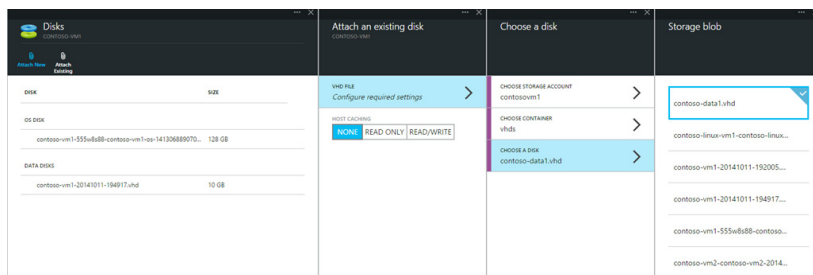 Disks
CONTOSO-VM1
Attach New
Attach Existing
DISK SIZE
OS DISK
contoso-vm1-555w8s88-contoso-vm1-os-141306889070... 128 GB
DATA DISKS
contoso-vm1-20141011-194917.vhd 10 GB
Attach an existing disk
CONTOSO-VM1
VHD FILE
Configure required settings
HOST CACHING
NONE READ ONLY READ/WRITE
Choose a disk
CHOOSE STORAGE ACCOUNT
contosovm1
CHOOSE CONTAINER
vhds
CHOOSE A DISK
contoso-data1.vhd
Storage blob
contoso-data1.vhd
contoso-linux-vm1-contoso-linux...
contoso-vm1-20141011-192005....
contoso-vm1-20141011-194917....
contoso-vm1-555w8s88-contoso...
contoso-vm2-contoso-vm2-2014...